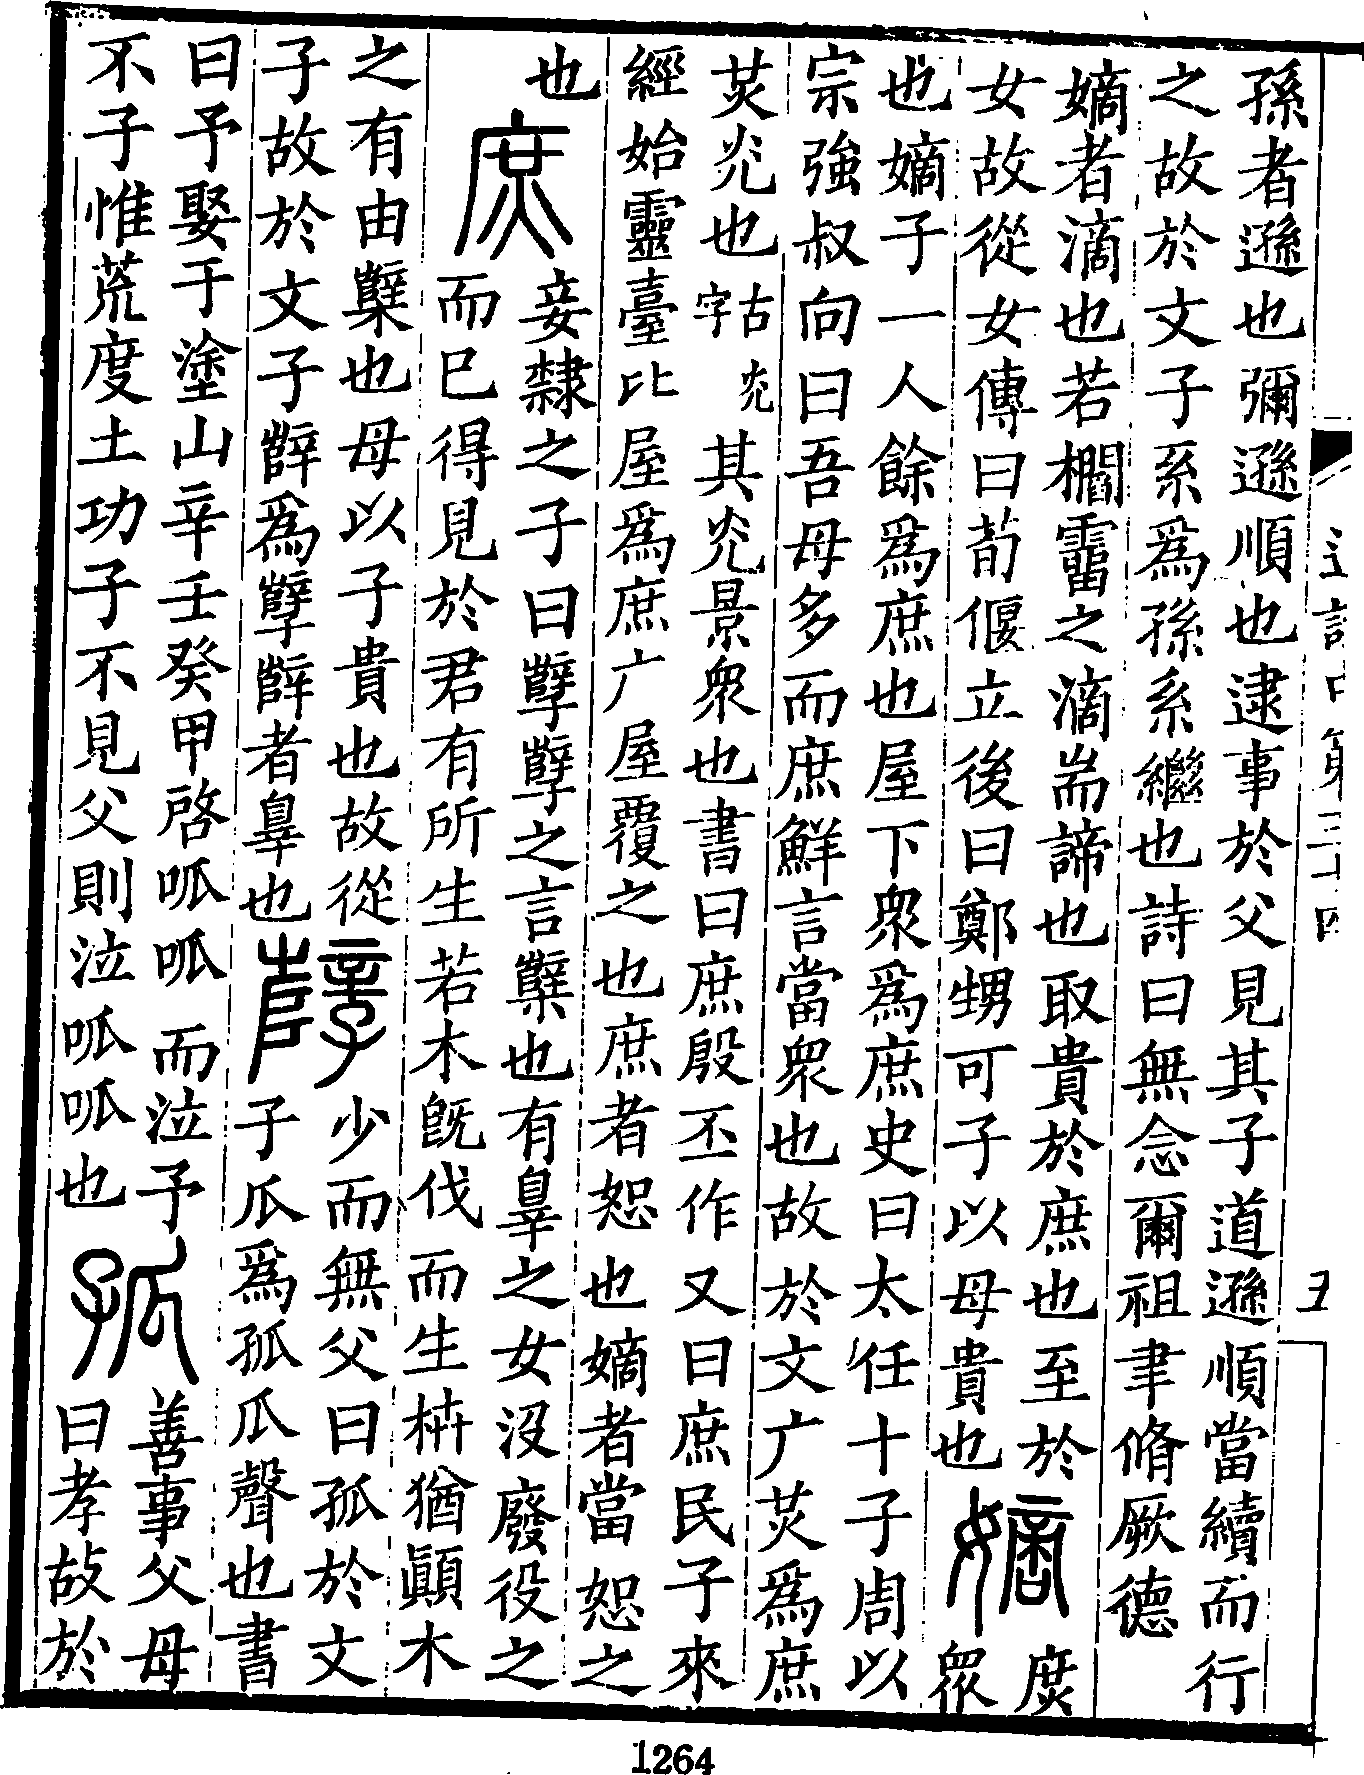 孫者遜也彌遜順也逮事於父見其子道遜順當續而行
之故於文子系爲孫系繼也詩曰無念爾祖聿脩厥德
嫡者滴也若櫩霤之滴耑諦也取貴於庶也至於
女故從女傳曰荀偃立後曰鄭甥可子以母貴也
嫡
庶
衆
也嫡子一人餘爲庶也屋下衆爲庶史曰太任十子周以
宗強叔向曰吾母多而庶鮮言當衆也故於文广炗爲庶
炗灮也古灮字其灮景衆也書曰庶殷丕作又曰庶民子來
經始靈臺比屋爲庶广屋覆之也庶者恕也嫡者當恕之
也
庶
妾隸之子曰孼孼之言櫱也有辠之女沒廢役之
而已得見於君有所生若木旣伐而生枿猶顚木
之有由櫱也母以子貴也故從
子故於文子辥爲孼辥者辠也
孼
少而無父曰孤於文
子瓜爲孤瓜聲也書
曰予娶于塗山辛壬癸甲啓呱呱而泣予
不子惟荒度土功子不見父則泣呱呱也
孤
善事父母
曰孝故於
第三十四
五
1264